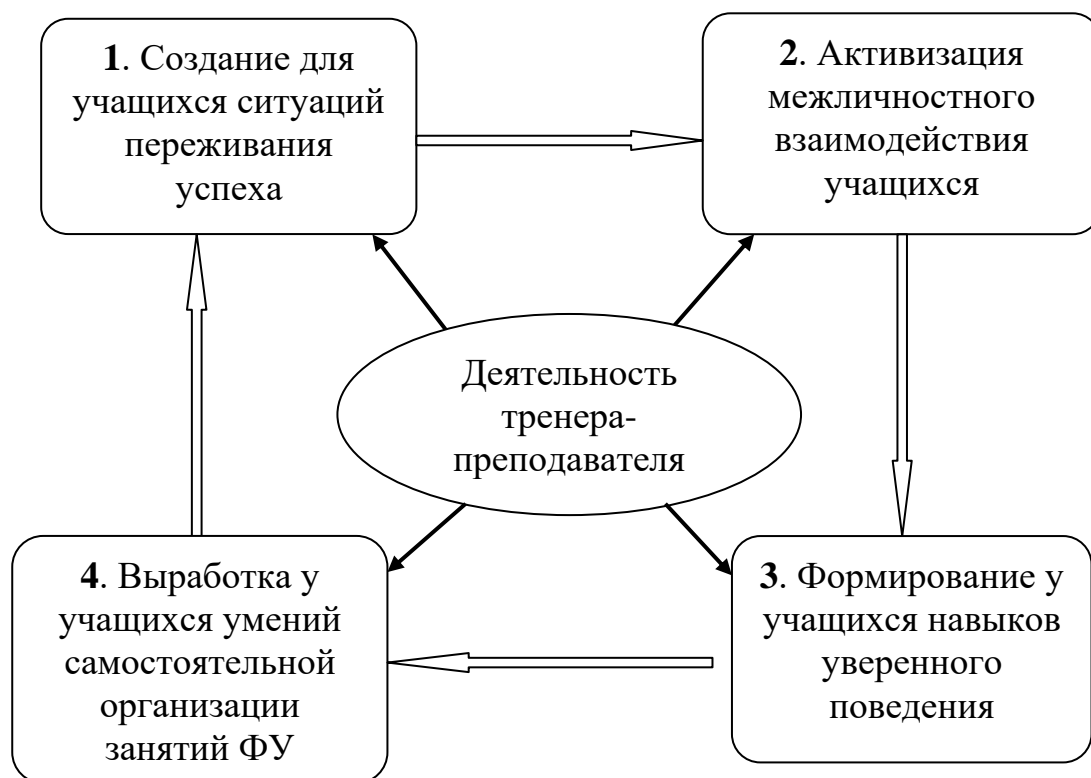 1. Создание для
учащихся ситуаций
переживания
успеха
2. Активизация
межличностного
взаимодействия
учащихся
Деятельность
тренера-
преподавателя
4. Выработка у
учащихся умений
самостоятельной
организации
занятий ФУ
3. Формирование у
учащихся навыков
уверенного
поведения